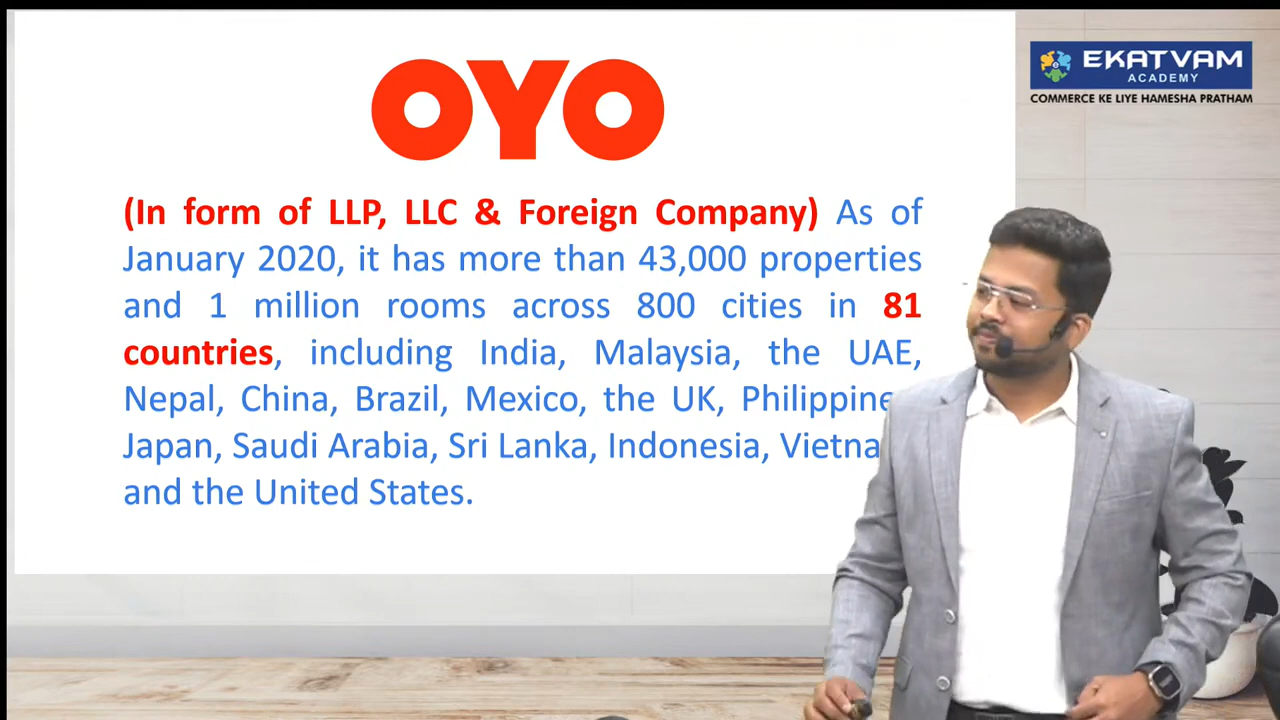 OYO
EKATVAM
ACADEMY
COMMERCE KE LIYE HAMESHA PRATHAM
(In form of LLP, LLC & Foreign Company) As of
January 2020, it has more than 43,000 properties
and 1 million rooms across 800 cities in 81
countries, including India, Malaysia, the UAE,
Nepal, China, Brazil, Mexico, the UK,
Japan, Saudi Arabia, Sri Lanka, Indonesia,
and the United States.